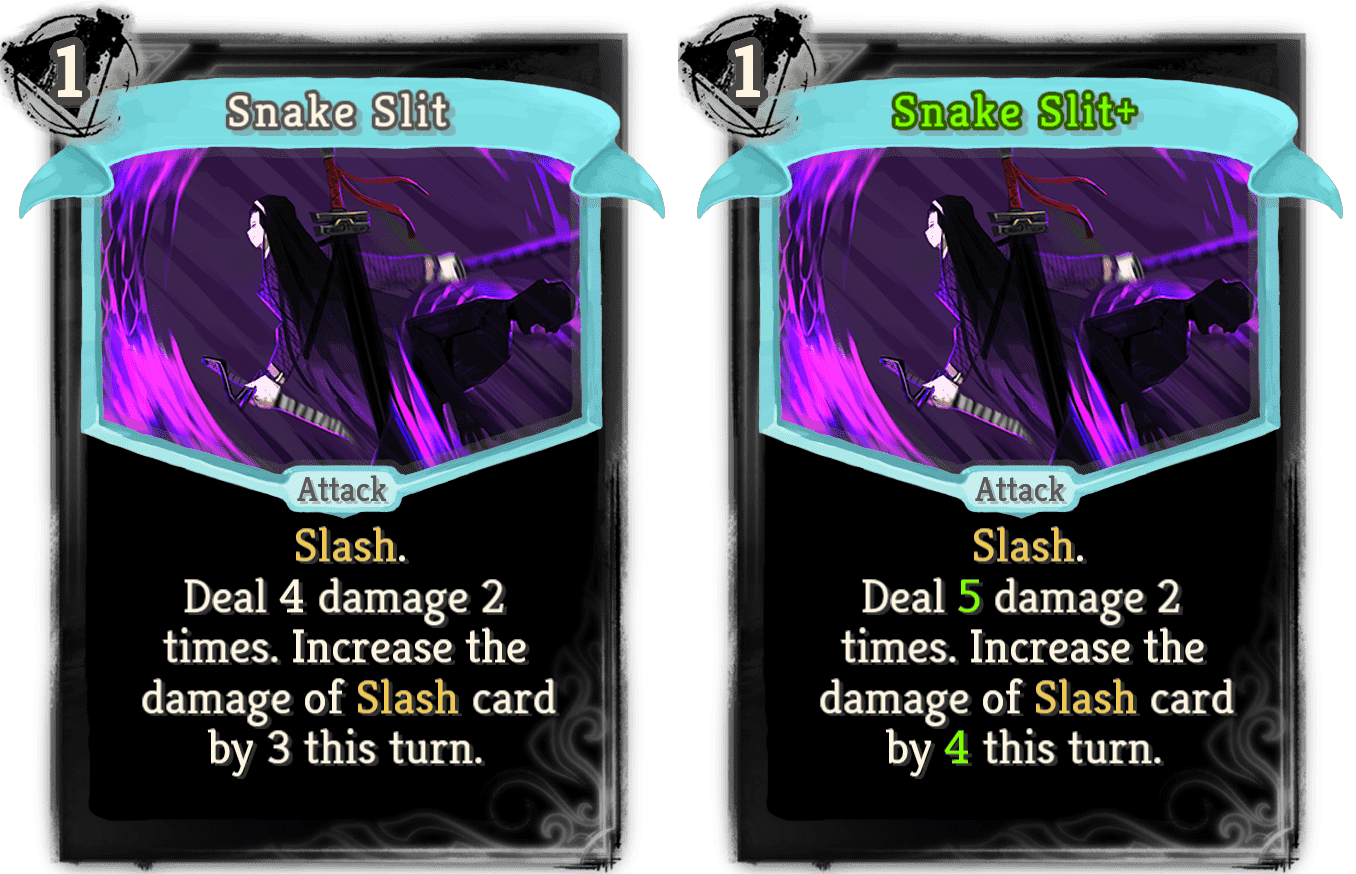 1
Snake Slit
Attack
Slash.
Deal 4 damage 2
times. Increase the
damage of Slash card
by 3 this turn.
1
Snake Slit+
Attack
Slash.
Deal 5 damage 2
times. Increase the
damage of Slash card
by 4 this turn.